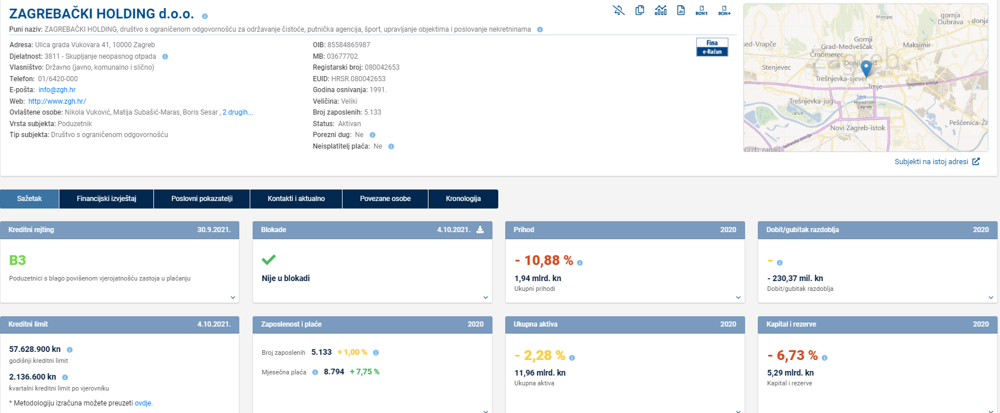 ZAGREBAČKI HOLDING d.o.o.
Puni naziv: ZAGREBAČKI HOLDING, društvo s ograničenom odgovornošću za održavanje čistoće, putnička agencija, šport, upravljanje objektima i poslovanje nekretninama
Adresa: Ulica grada Vukovara 41, 10000 Zagreb
Djelatnost: 3811 - Skupljanje neopasnog otpada
Vlasništvo: Državno (javno, komunalno i slično)
Telefon: 01/6420-000
E-pošta: info@zgh.hr
Web: http://www.zgh.hr/
Ovlaštene osobe: Nikola Vuković, Matija Subašić-Maras, Boris Sesar , 2 drugih...
Vrsta subjekta: Poduzetnik
Tip subjekta: Društvo s ograničenom odgovornošću
OIB: 85584865987
MB: 03677702
Registarski broj: 080042653
EUID: HRSR.080042653
Godina osnivanja: 1991.
Veličina: Veliki
Broj zaposlenih: 5.133
Status: Aktivan
Porezni dug: Ne
Neisplatitelj plaća: Ne
BON1
BON+
Fina
e-Račun
Mirogoj
gornja
Dubrava
donja
sed-Vrapče
Gornji
Grad-Medveščak
Maksimir
Črnomerec
Zagreb
Donji grad
Stenjevec
Trešnjevka-sjever
Trnje
Slavonska avenija
Sava
Trešnjevka-jug
Hipodrom
Zagreb
Jarun
Peščenica-Ži
Novi Zagreb-istok
Jadranska avenija
greb-zapad
Subjekti na istoj adresi
Sažetak
Financijski izvještaj
Poslovni pokazatelji
Kontakti i aktualno
Povezane osobe
Kronologija
Kreditni rejting 30.9.2021.
B3
Poduzetnici s blago povišenom vjerojatnošću zastoja u plaćanju
Blokade 4.10.2021.
Nije u blokadi
Prihod 2020
- 10,88 %
1,94 mlrd. kn
Ukupni prihodi
Dobit/gubitak razdoblja 2020
-
- 230,37 mil. kn
Dobit/gubitak razdoblja
Kreditni limit 4.10.2021.
57.628.900 kn
godišnji kreditni limit
2.136.600 kn
kvartalni kreditni limit po vjerovniku
* Metodologiju izračuna možete preuzeti ovdje.
Zaposlenost i plaće 2020
Broj zaposlenih 5.133 + 1,00 %
Mjesečna plaća 8.794 + 7,75 %
Ukupna aktiva 2020
- 2,28 %
11,96 mlrd. kn
Ukupna aktiva
Kapital i rezerve 2020
- 6,73 %
5,29 mlrd. kn
Kapital i rezerve